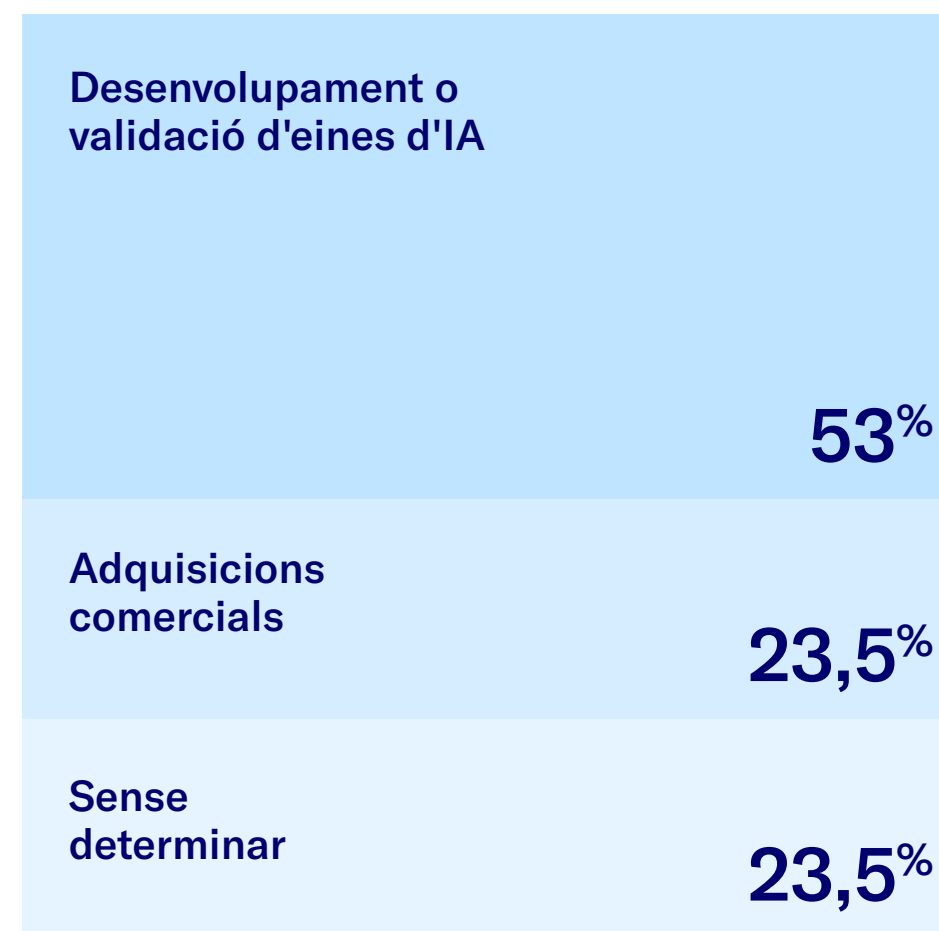 Desenvolupament o
validació d'eines d'IA
53%
Adquisicions
comercials
23,5%
Sense
determinar
23,5%